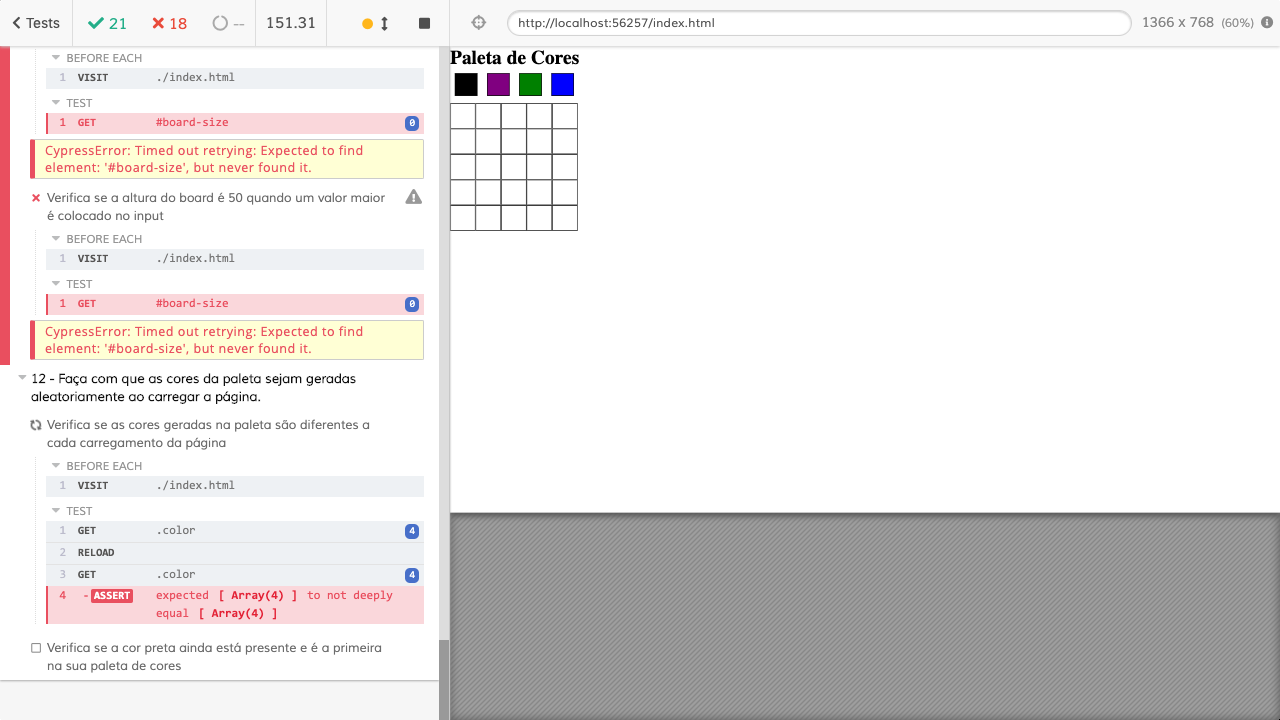 Tests 21 18 -- 151.31 http://localhost:56257/index.html 1366 x 768 (60%)
BEFORE EACH
1 VISIT ./index.html
TEST
1 GET #board-size 0
CypressError: Timed out retrying: Expected to find
element: '#board-size', but never found it.
Verifica se a altura do board é 50 quando um valor maior
é colocado no input
BEFORE EACH
1 VISIT ./index.html
TEST
1 GET #board-size 0
CypressError: Timed out retrying: Expected to find
element: '#board-size', but never found it.
12 - Faça com que as cores da paleta sejam geradas
aleatoriamente ao carregar a página.
Verifica se as cores geradas na paleta são diferentes a
cada carregamento da página
BEFORE EACH
1 VISIT ./index.html
TEST
1 GET .color 4
2 RELOAD
3 GET .color 4
4 -ASSERT expected [ Array(4) ] to not deeply
equal [ Array(4) ]
Verifica se a cor preta ainda está presente e é a primeira
na sua paleta de cores
Paleta de Cores